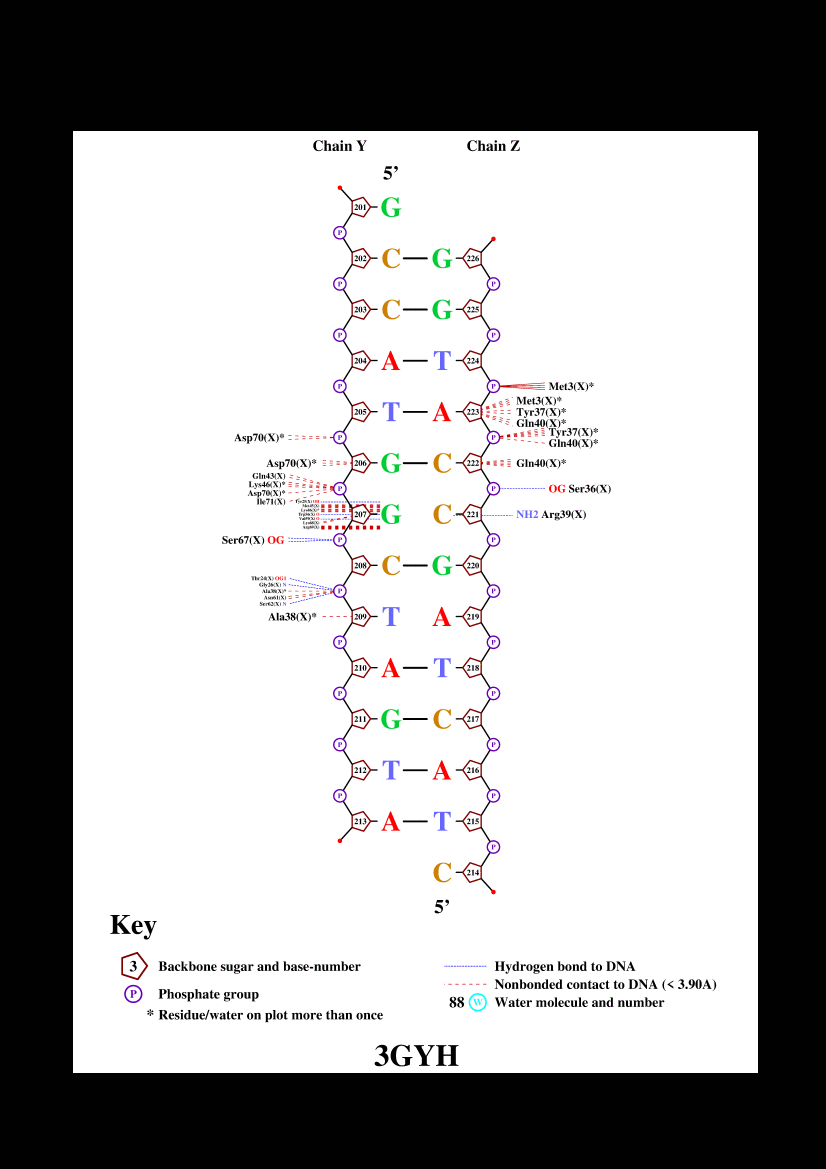 Chain Y Chain Z
5’
201 G
P
202 C G 226
P P
203 C G 225
P P
204 A T 224
P P Met3(X)*
Met3(X)*
205 T A 223 Tyr37(X)*
Gln40(X)*
Asp70(X)* P P Tyr37(X)*
Gln40(X)*
Asp70(X)* 206 G C 222 Gln40(X)*
Gln43(X)
Lys46(X)* P P OG Ser36(X)
Asp70(X)*
Ile71(X)
207 G C 221 NH2 Arg39(X)
Ser67(X) OG P P
208 C G 220
Thr24(X) OG1
Gly26(X) N
Ala38(X)* P P
Asn61(X)
Ser62(X) N
Ala38(X)* 209 T A 219
P P
210 A T 218
P P
211 G C 217
P P
212 T A 216
P P
213 A T 215
P
C 214
5’
Key
3 Backbone sugar and base-number
P Phosphate group
* Residue/water on plot more than once
Hydrogen bond to DNA
Nonbonded contact to DNA (< 3.90A)
88 W Water molecule and number
3GYH